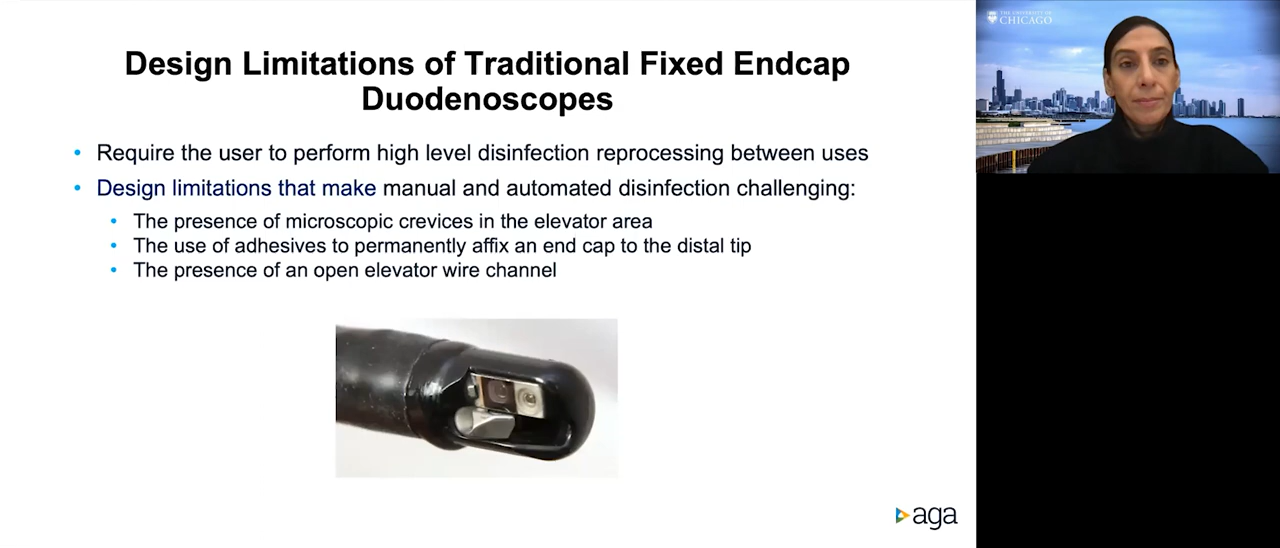 Design Limitations of Traditional Fixed Endcap
Duodenoscopes
• Require the user to perform high level disinfection reprocessing between uses
• Design limitations that make manual and automated disinfection challenging:
• The presence of microscopic crevices in the elevator area
• The use of adhesives to permanently affix an end cap to the distal tip
• The presence of an open elevator wire channel
aga
THE UNIVERSITY OF
CHICAGO